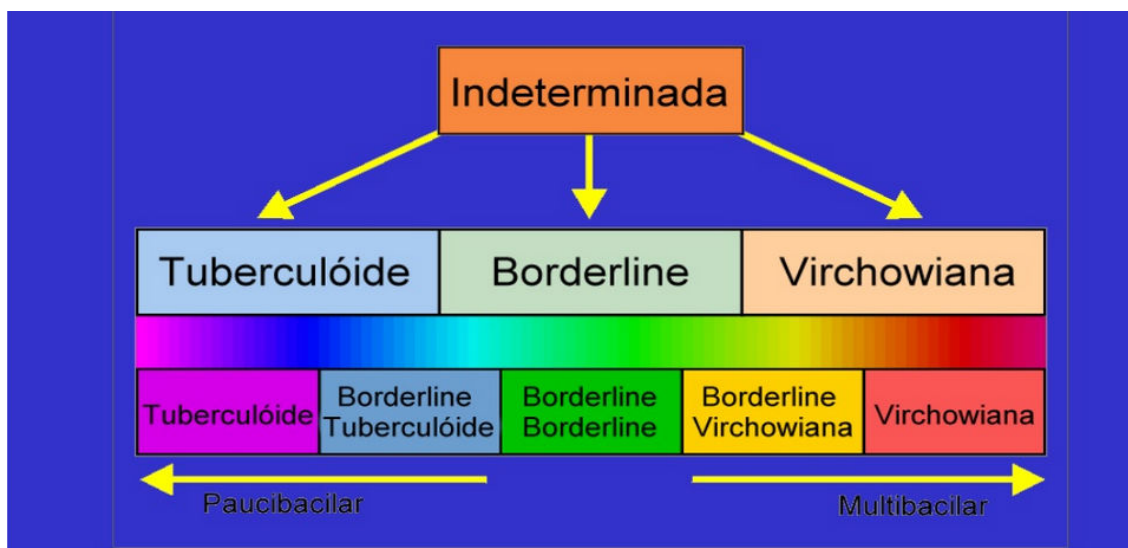 Indeterminada
Tuberculóide
Borderline
Virchowiana
Tuberculóide
Borderline
Tuberculóide
Borderline
Borderline
Borderline
Virchowiana
Virchowiana
Paucibacilar
Multibacilar